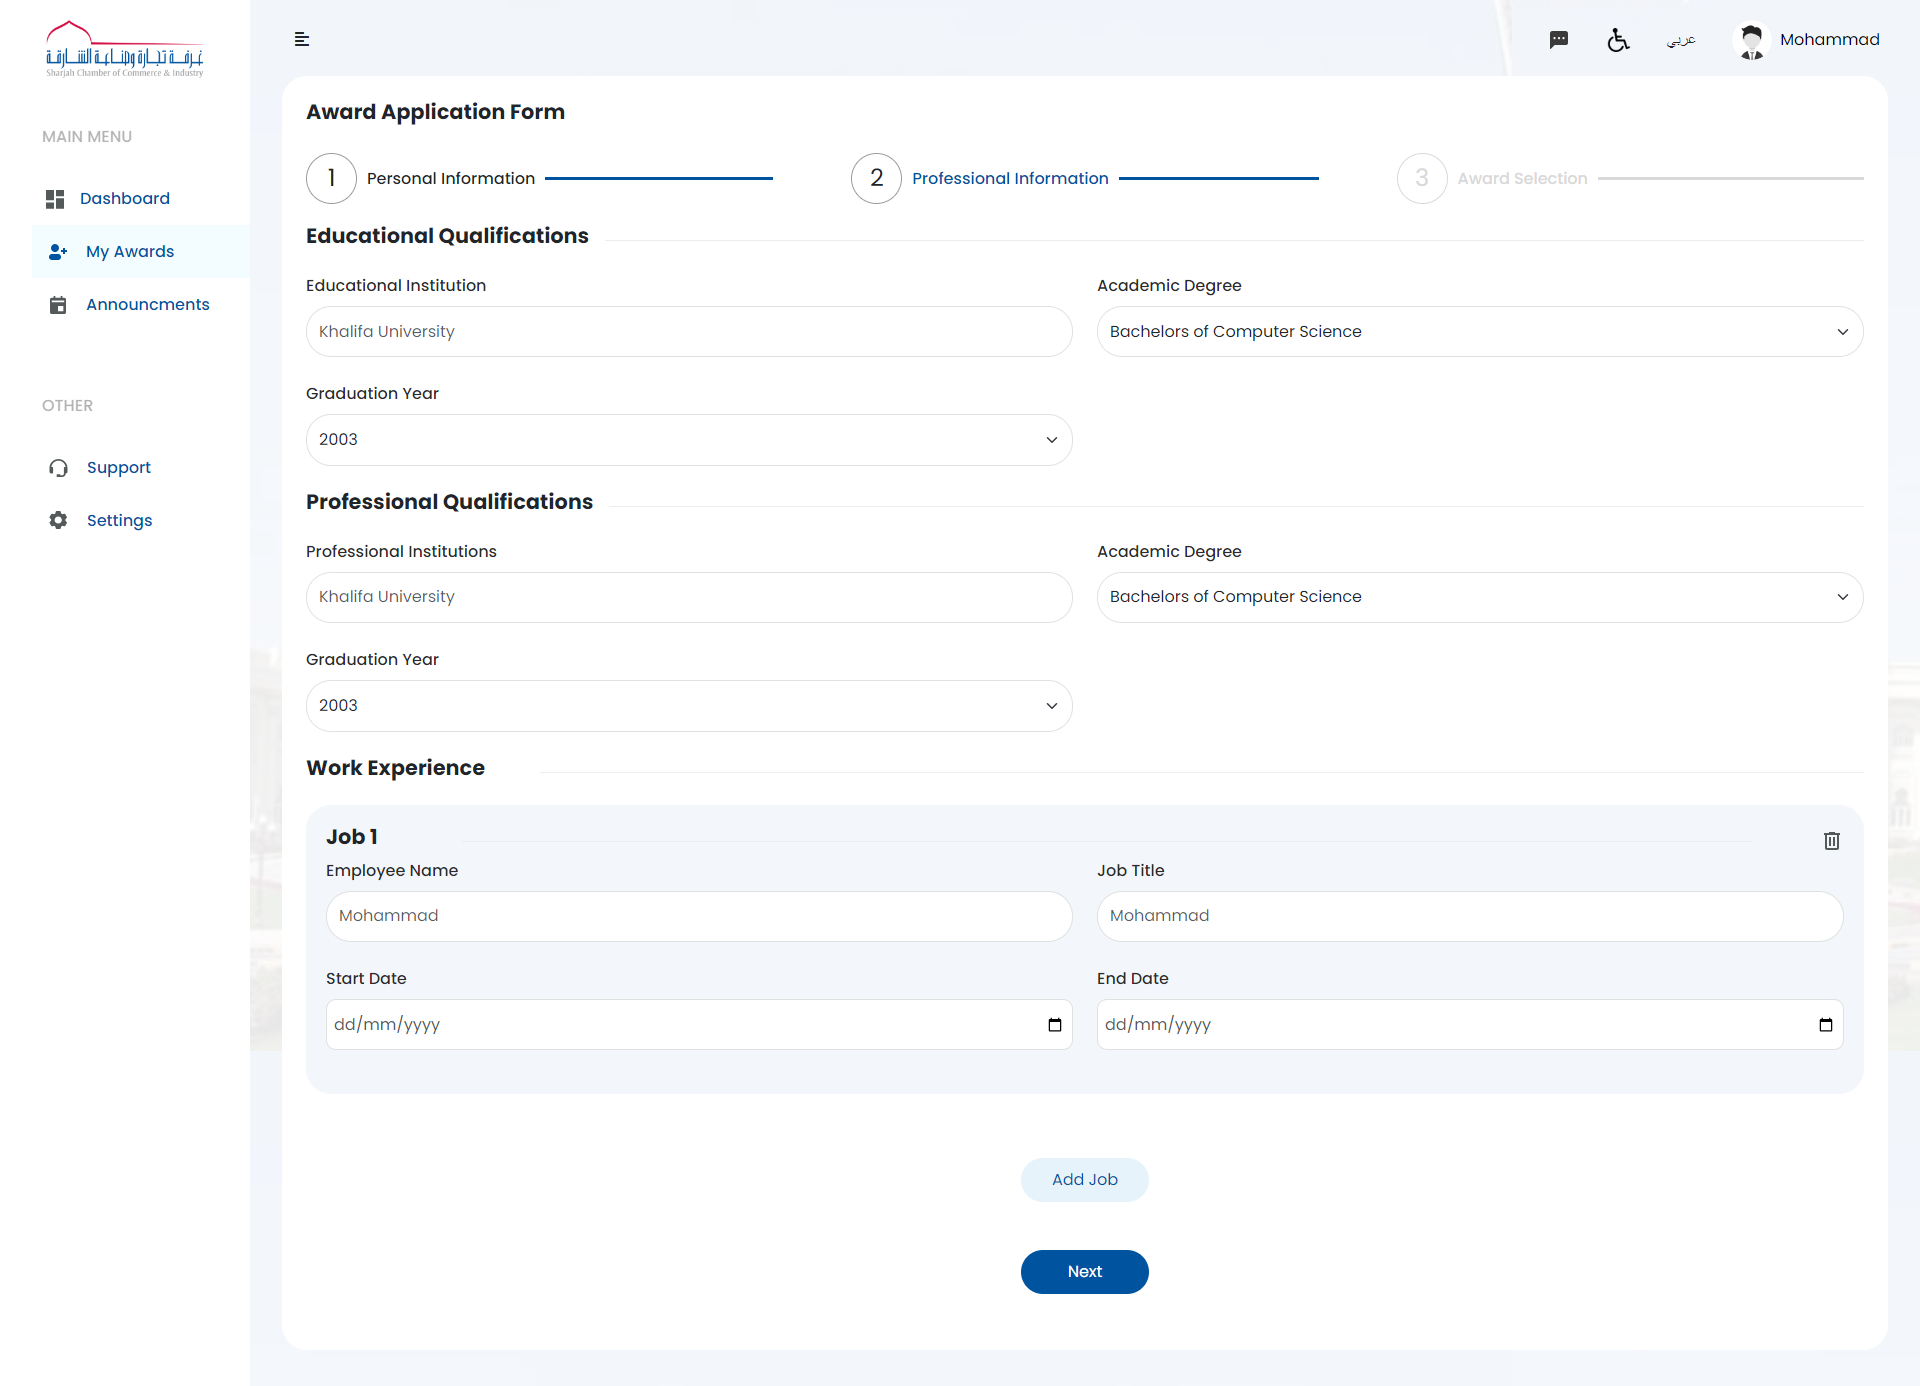 غرفة تجارة وصناعة الشارقة
Sharjah Chamber of Commerce & Industry
MAIN MENU
Dashboard
My Awards
Announcments
OTHER
Support
Settings
عربي
Mohammad
Award Application Form
1 Personal Information
2 Professional Information
3 Award Selection
Educational Qualifications
Educational Institution
Academic Degree
Khalifa University
Bachelors of Computer Science
Graduation Year
2003
Professional Qualifications
Professional Institutions
Academic Degree
Khalifa University
Bachelors of Computer Science
Graduation Year
2003
Work Experience
Job 1
Employee Name
Job Title
Mohammad
Mohammad
Start Date
End Date
dd/mm/yyyy
dd/mm/yyyy
Add Job
Next